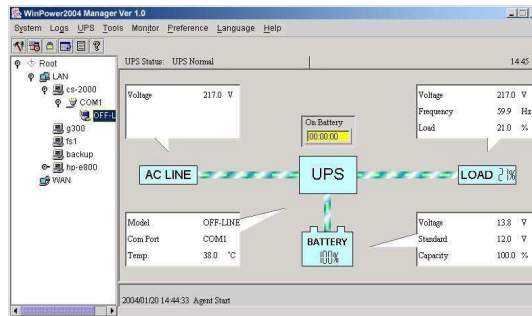 WinPower2004 Manager Ver 1.0
System Logs UPS Tools Monitor Preference Language Help
Root
LAN
cs-2000
COM1
OFF-L
g300
fs1
backup
hp-e800
WAN
UPS Status: UPS Normal
14:45
Voltage 217.0 V
On Battery
00:00:00
Voltage 217.0 V
Frequency 59.9 Hz
Load 21.0 %
AC LINE
UPS
LOAD 21%
Model OFF-LINE
Com Port COM1
Temp. 38.0 °C
BATTERY
100%
Voltage 13.8 V
Standard 12.0 V
Capacity 100.0 %
2004/01/20 14:44:33 Agent Start